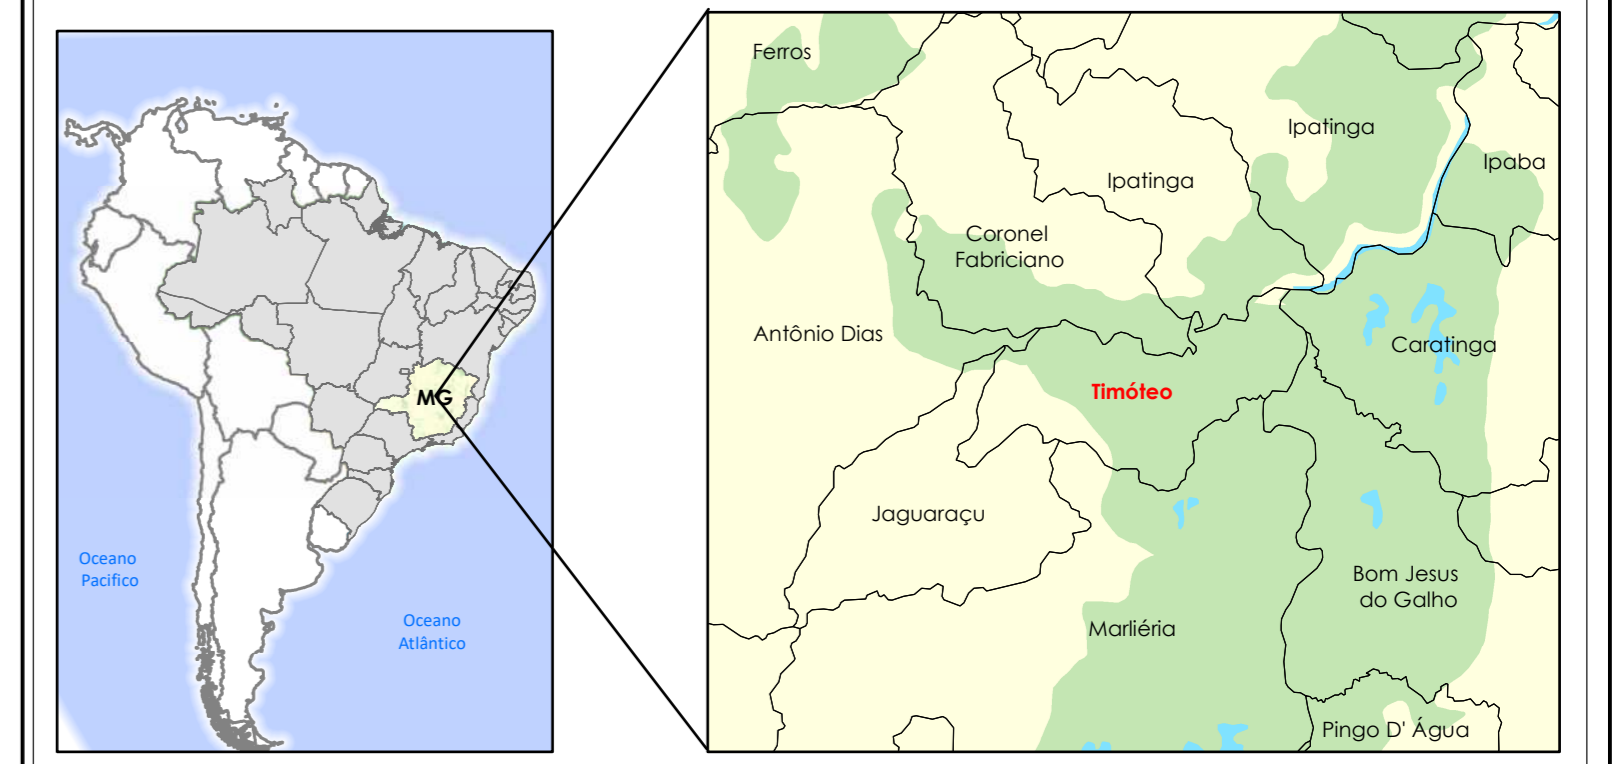 MG
Oceano
Pacifico
Oceano
Atlântico
Ferros
Ipatinga
Ipaba
Ipatinga
Coronel
Fabriciano
Antônio Dias
Caratinga
Timóteo
Jaguaraçu
Bom Jesus
do Galho
Marliéria
Pingo D' Água